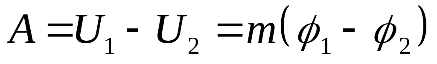 A = U₁ - U₂ = m(ϕ₁ - ϕ₂)